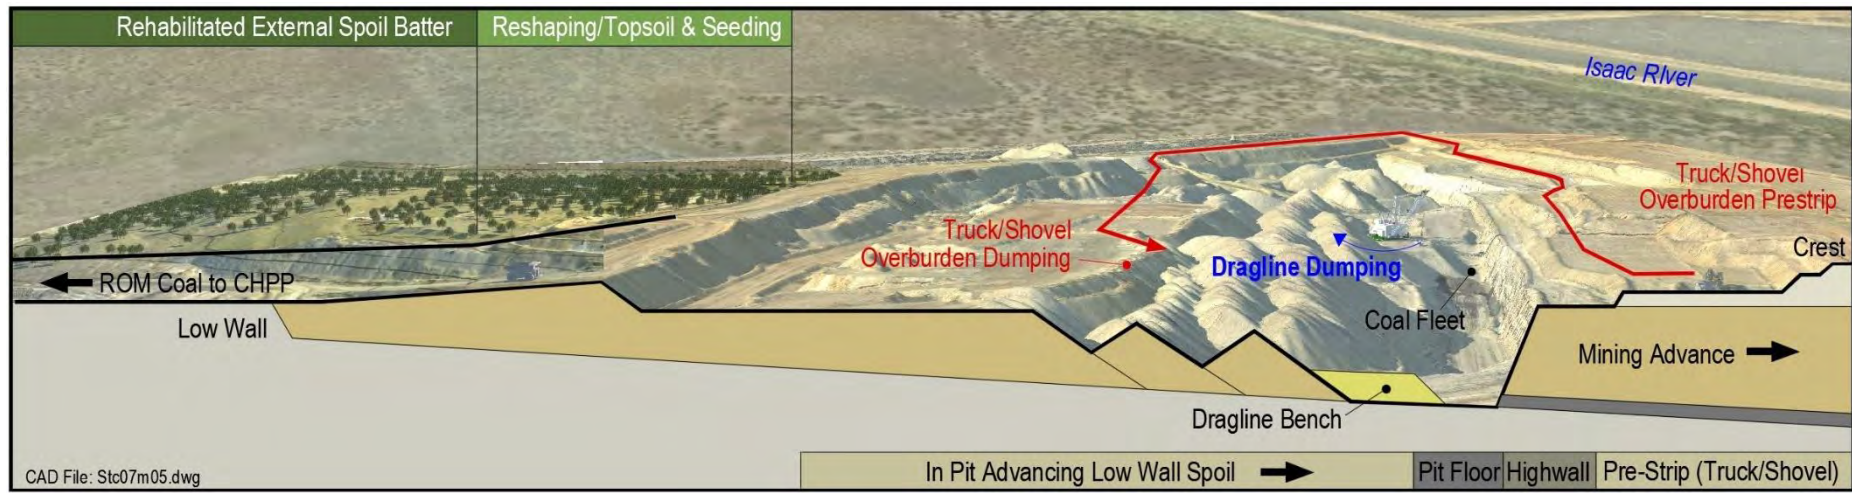 Rehabilitated External Spoil Batter
Reshaping/Topsoil & Seeding
Isaac RIver
Truck/Shovel
Overburden Prestrip
Crest
Truck/Shovel
Overburden Dumping
Dragline Dumping
ROM Coal to CHPP
Coal Fleet
Low Wall
Mining Advance
Dragline Bench
In Pit Advancing Low Wall Spoil
Pit Floor
Highwall
Pre-Strip (Truck/Shovel)
CAD File: Stc07m05.dwg